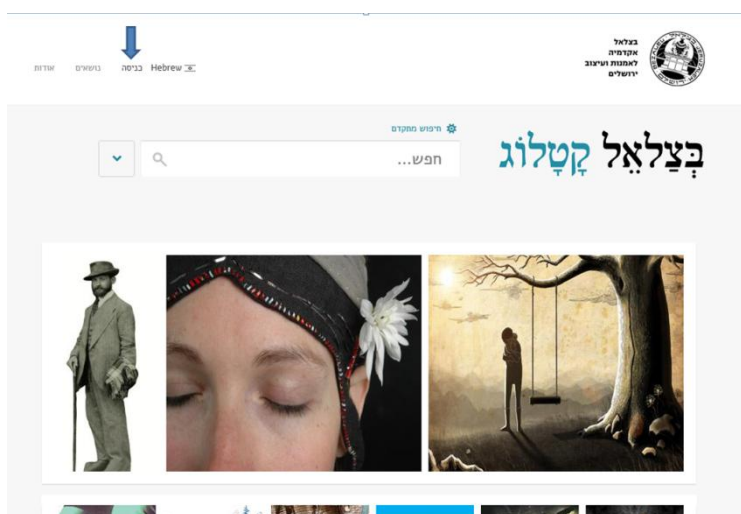 בצלאל
אקדמיה
לאמנות ועיצוב
ירושלים
Hebrew כניסה נושאים אודות
חיפוש מתקדם
בְּצַלְאֵל קָטָלוֹג
חפש...